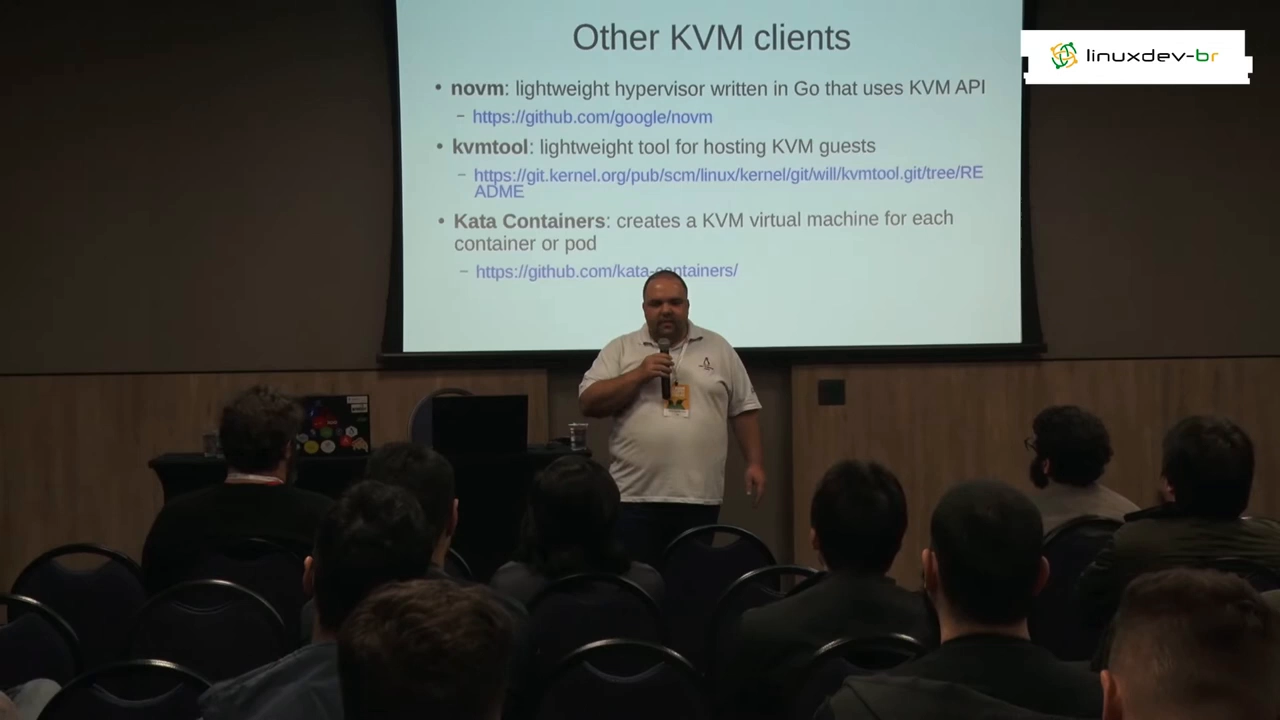 Other KVM clients
linuxdev-br
• novm: lightweight hypervisor written in Go that uses KVM API
– https://github.com/google/novm
• kvmtool: lightweight tool for hosting KVM guests
– https://git.kernel.org/pub/scm/linux/kernel/git/will/kvmtool.git/tree/RE
ADME
• Kata Containers: creates a KVM virtual machine for each
container or pod
– https://github.com/kata-containers/